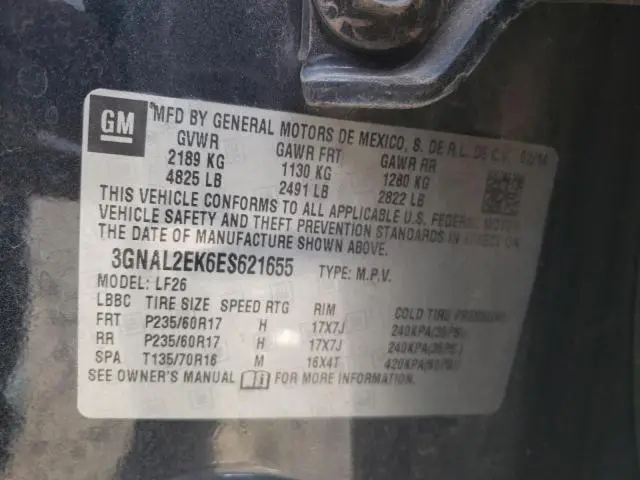 GM
MFD BY GENERAL MOTORS DE MEXICO, S. DE R.L. DE C.V.
GVWR GAWR FRT GAWR RR
2189 KG 1130 KG 1280 KG
4825 LB 2491 LB 2822 LB
THIS VEHICLE CONFORMS TO ALL APPLICABLE U.S. FEDERAL MOTOR
VEHICLE SAFETY AND THEFT PREVENTION STANDARDS IN EFFECT ON
THE DATE OF MANUFACTURE SHOWN ABOVE.
3GNAL2EK6ES621655 TYPE: M.P.V.
MODEL: LF26
LBBC TIRE SIZE SPEED RTG RIM COLD TIRE PRESSURE
FRT P235/60R17 H 17X7J 240KPA(35PSI)
RR P235/60R17 H 17X7J 240KPA(35PSI)
SPA T135/70R16 M 16X4T 420KPA(60PSI)
SEE OWNER'S MANUAL FOR MORE INFORMATION